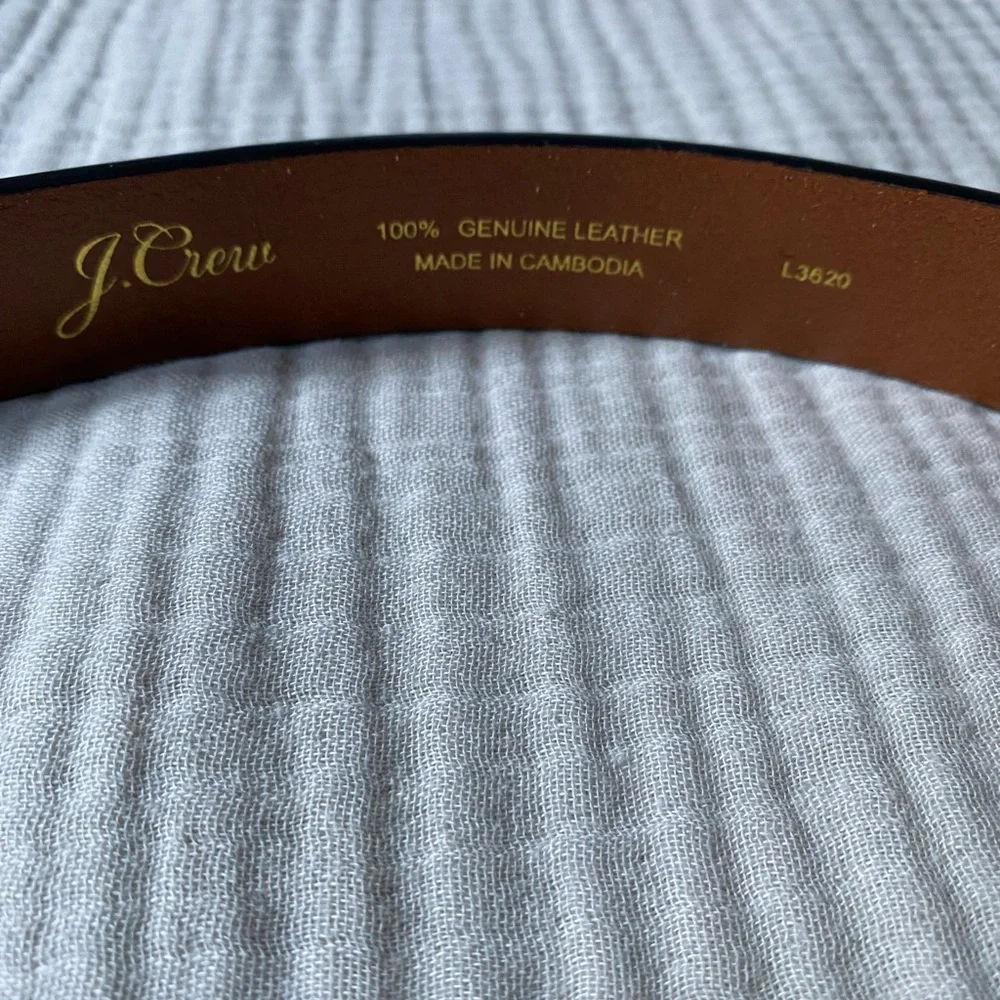 J.Crew
100% GENUINE LEATHER
MADE IN CAMBODIA
L3620